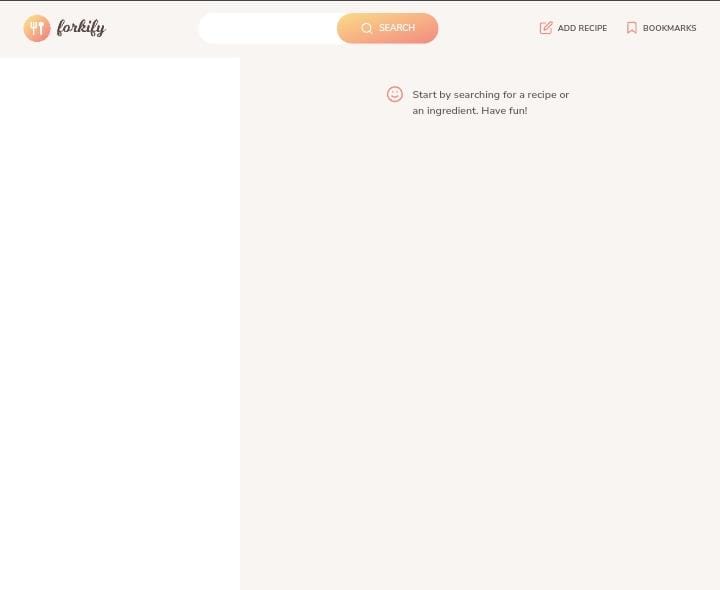 forkify
SEARCH
ADD RECIPE
BOOKMARKS
Start by searching for a recipe or
an ingredient. Have fun!